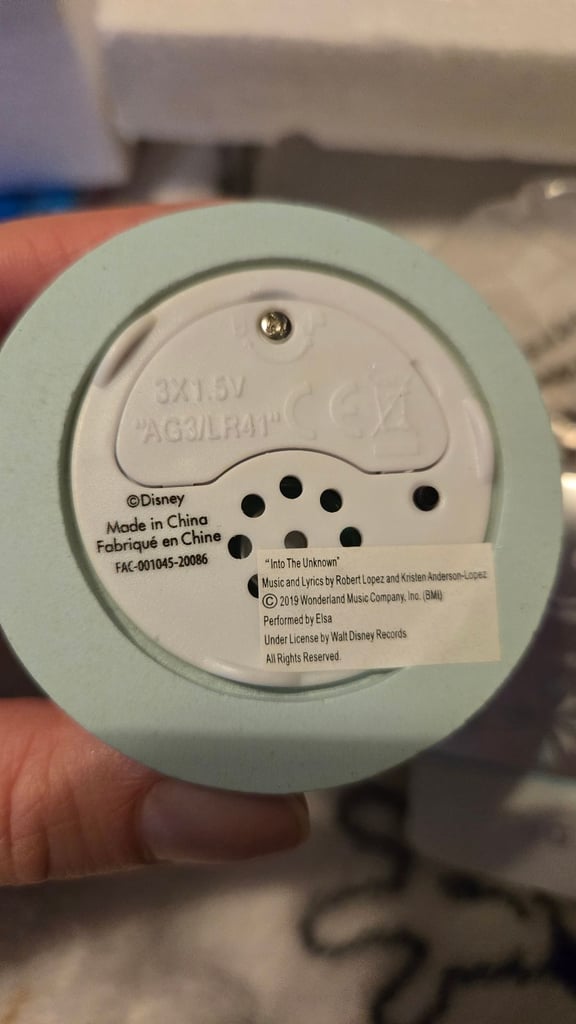 3X1.5V
"AG3/LR41"
CE
©Disney
Made in China
Fabriqué en Chine
FAC-001045-20086
"Into The Unknown"
Music and Lyrics by Robert Lopez and Kristen Anderson-Lopez
Ⓒ 2019 Wonderland Music Company, Inc. (BMI)
Performed by Elsa
Under License by Walt Disney Records
All Rights Reserved.